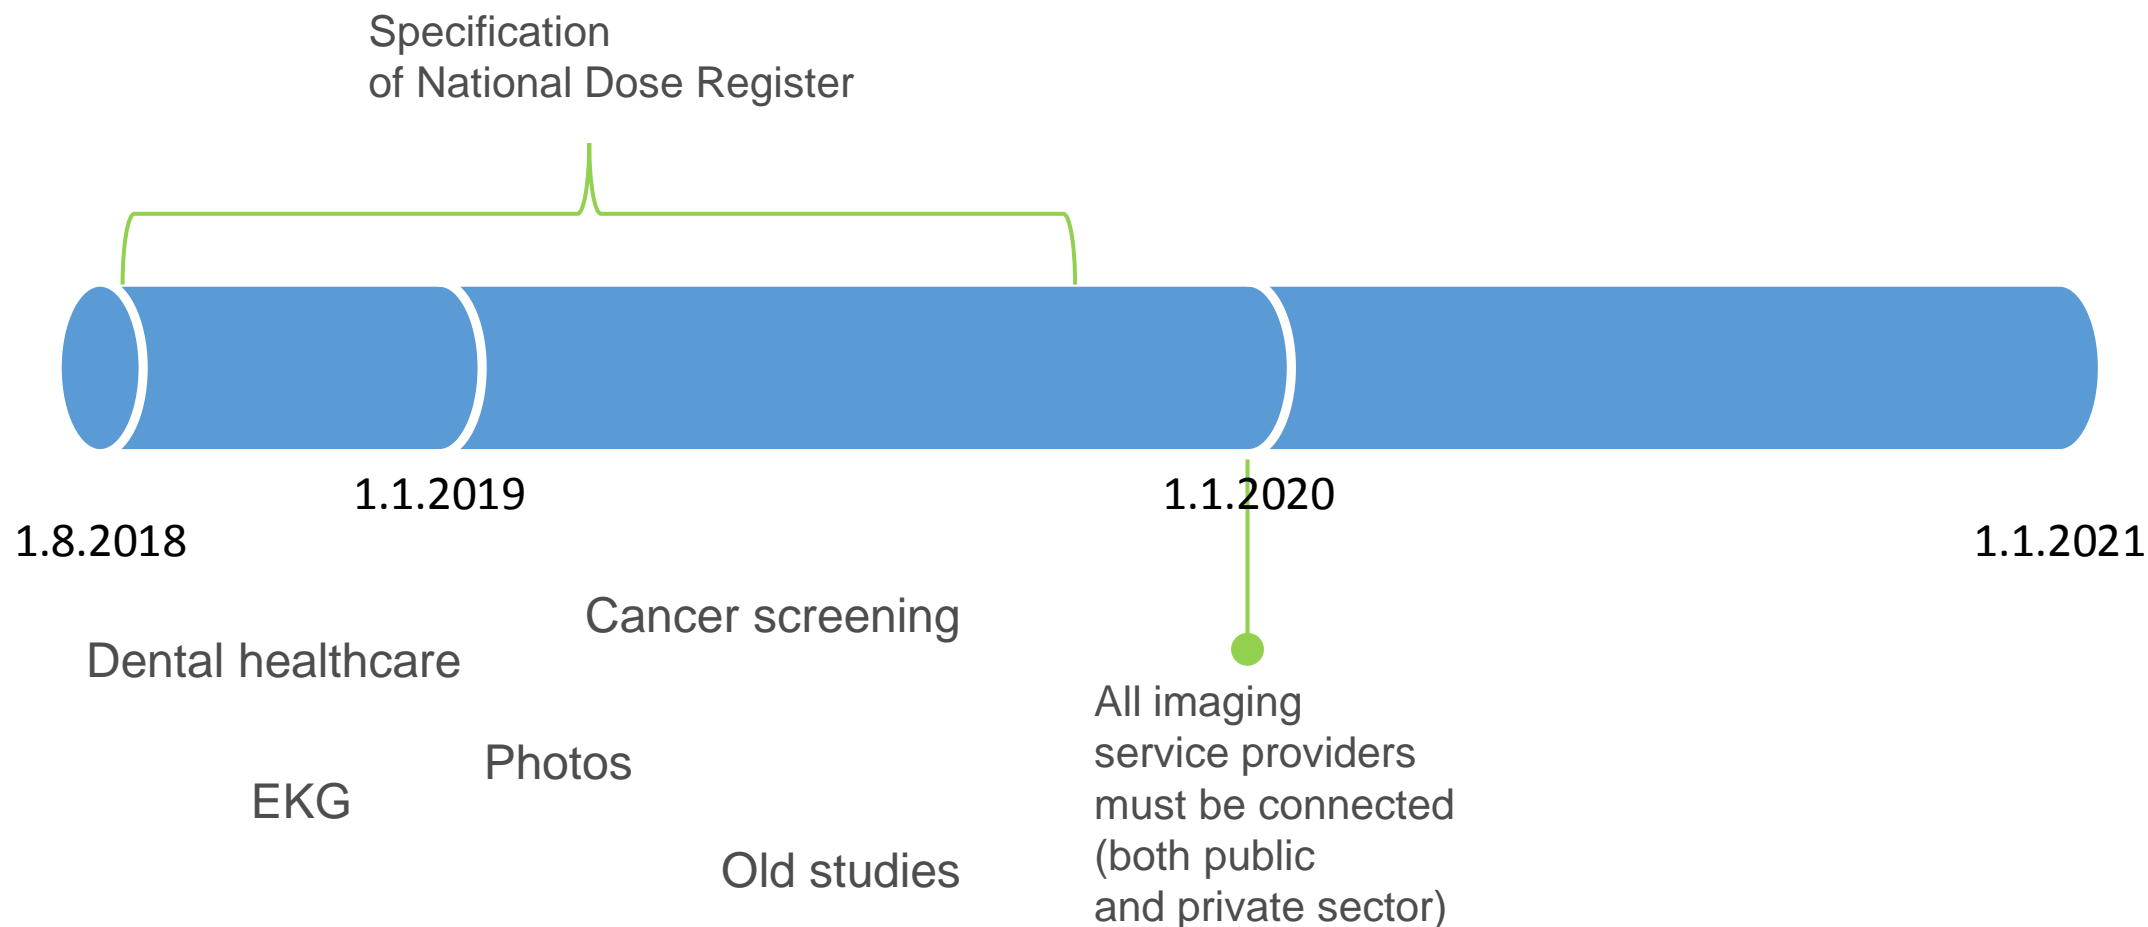 Specification
of National Dose Register
1.1.2019
1.1.2020
1.8.2018
1.1.2021
Cancer screening
Dental healthcare
Photos
EKG
Old studies
All imaging
service providers
must be connected
(both public
and private sector)